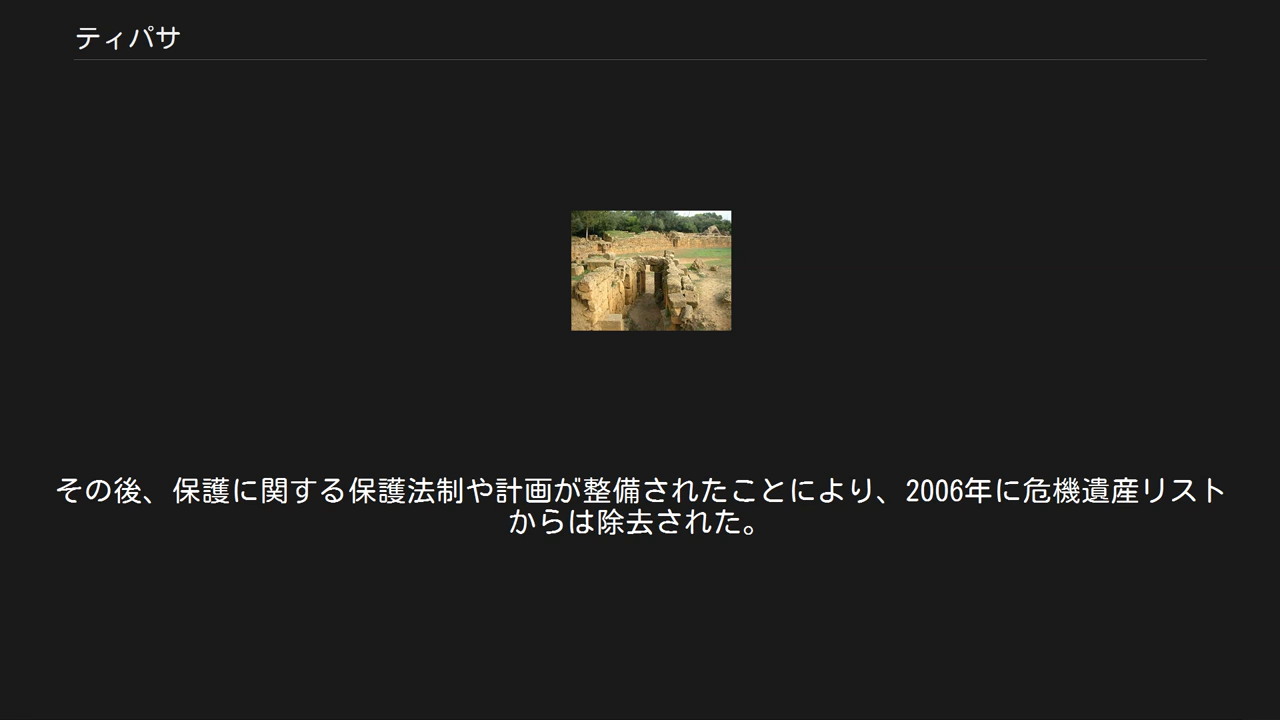 ティパサ
その後、保護に関する保護法制や計画が整備されたことにより、2006年に危機遺産リスト
からは除去された。